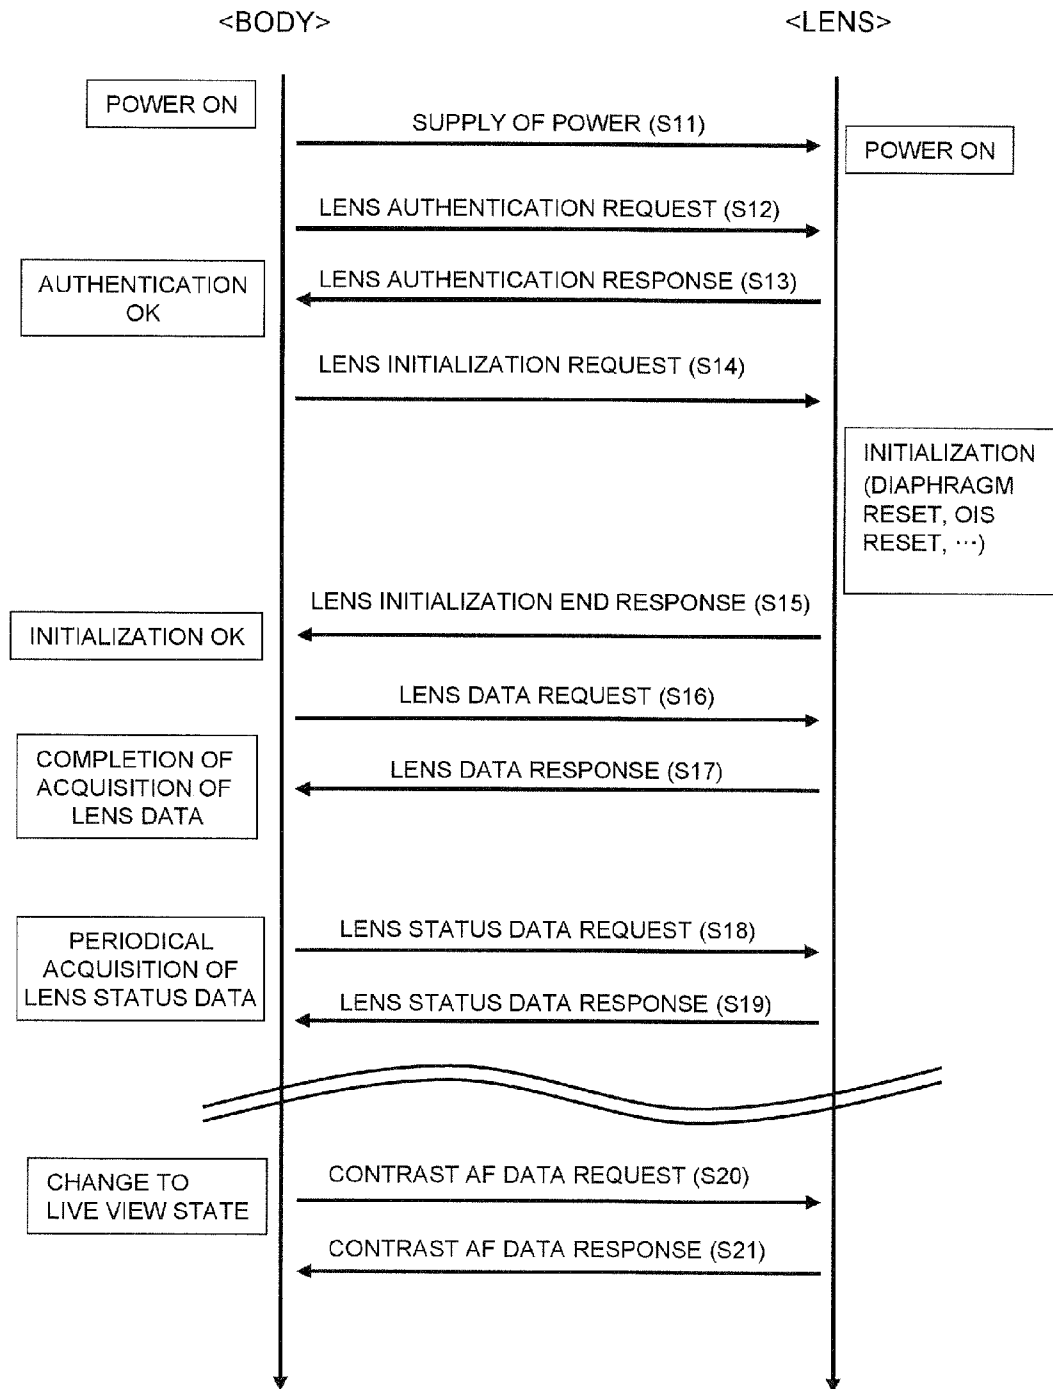 <BODY>
<LENS>
POWER ON
SUPPLY OF POWER (S11)
POWER ON
LENS AUTHENTICATION REQUEST (S12)
AUTHENTICATION
OK
LENS AUTHENTICATION RESPONSE (S13)
LENS INITIALIZATION REQUEST (S14)
INITIALIZATION
(DIAPHRAGM
RESET, OIS
RESET, ···)
LENS INITIALIZATION END RESPONSE (S15)
INITIALIZATION OK
LENS DATA REQUEST (S16)
COMPLETION OF
ACQUISITION OF
LENS DATA
LENS DATA RESPONSE (S17)
PERIODICAL
ACQUISITION OF
LENS STATUS DATA
LENS STATUS DATA REQUEST (S18)
LENS STATUS DATA RESPONSE (S19)
CHANGE TO
LIVE VIEW STATE
CONTRAST AF DATA REQUEST (S20)
CONTRAST AF DATA RESPONSE (S21)